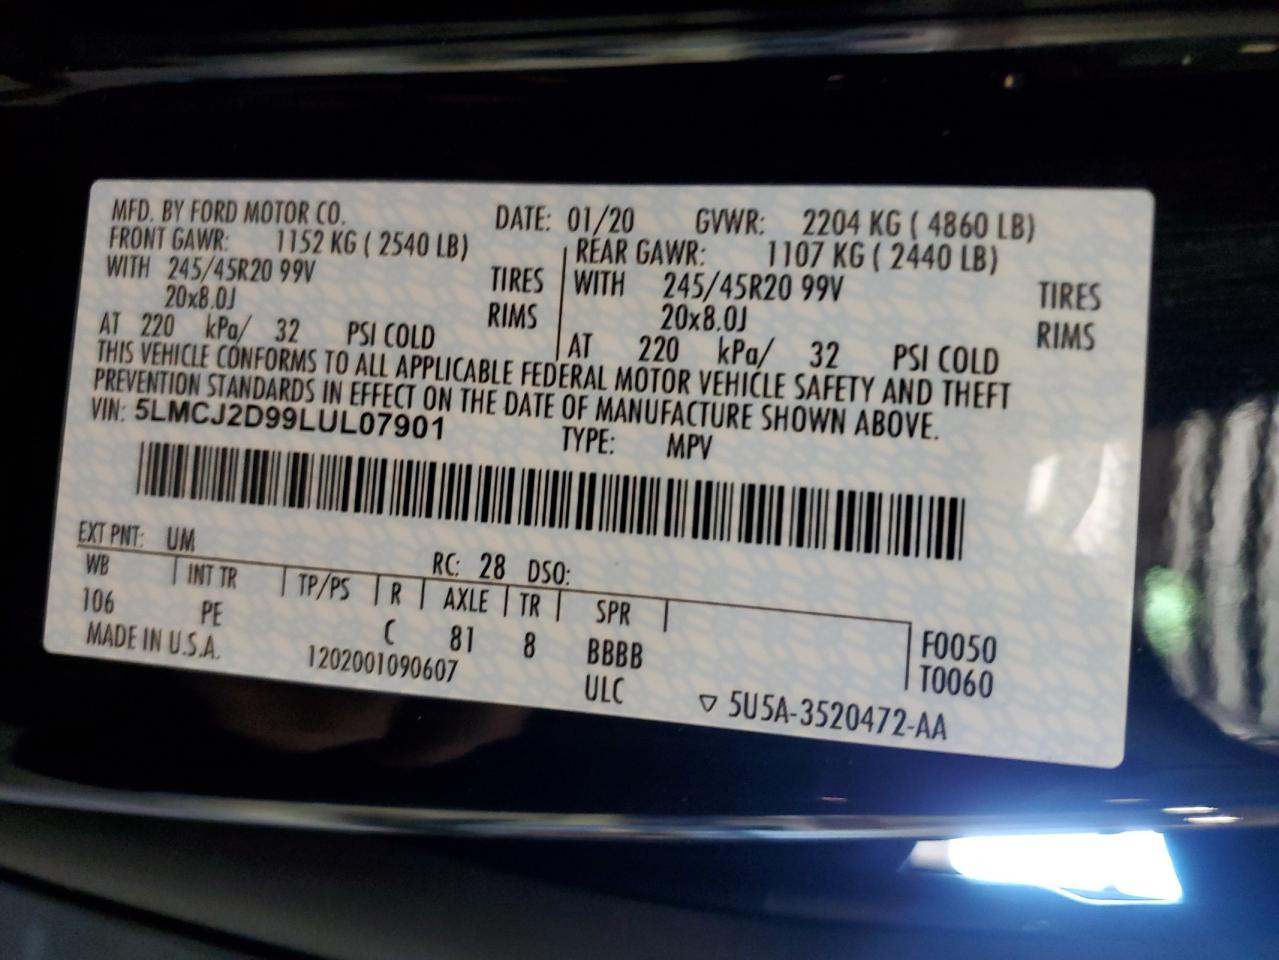 MFD. BY FORD MOTOR CO. DATE: 01/20 GVWR: 2204 KG ( 4860 LB)
FRONT GAWR: 1152 KG ( 2540 LB) REAR GAWR: 1107 KG ( 2440 LB)
WITH 245/45R20 99V TIRES WITH 245/45R20 99V TIRES
20x8.0J RIMS 20x8.0J RIMS
AT 220 kPa/ 32 PSI COLD AT 220 kPa/ 32 PSI COLD
THIS VEHICLE CONFORMS TO ALL APPLICABLE FEDERAL MOTOR VEHICLE SAFETY AND THEFT
PREVENTION STANDARDS IN EFFECT ON THE DATE OF MANUFACTURE SHOWN ABOVE.
VIN: 5LMCJ2D99LUL07901 TYPE: MPV
EXT PNT: UM RC: 28 DSO:
WB INT TR TP/PS R AXLE TR SPR
106 PE C 81 8 BBBB F0050
MADE IN U.S.A. 1202001090607 ULC T0060
▽ 5U5A-3520472-AA